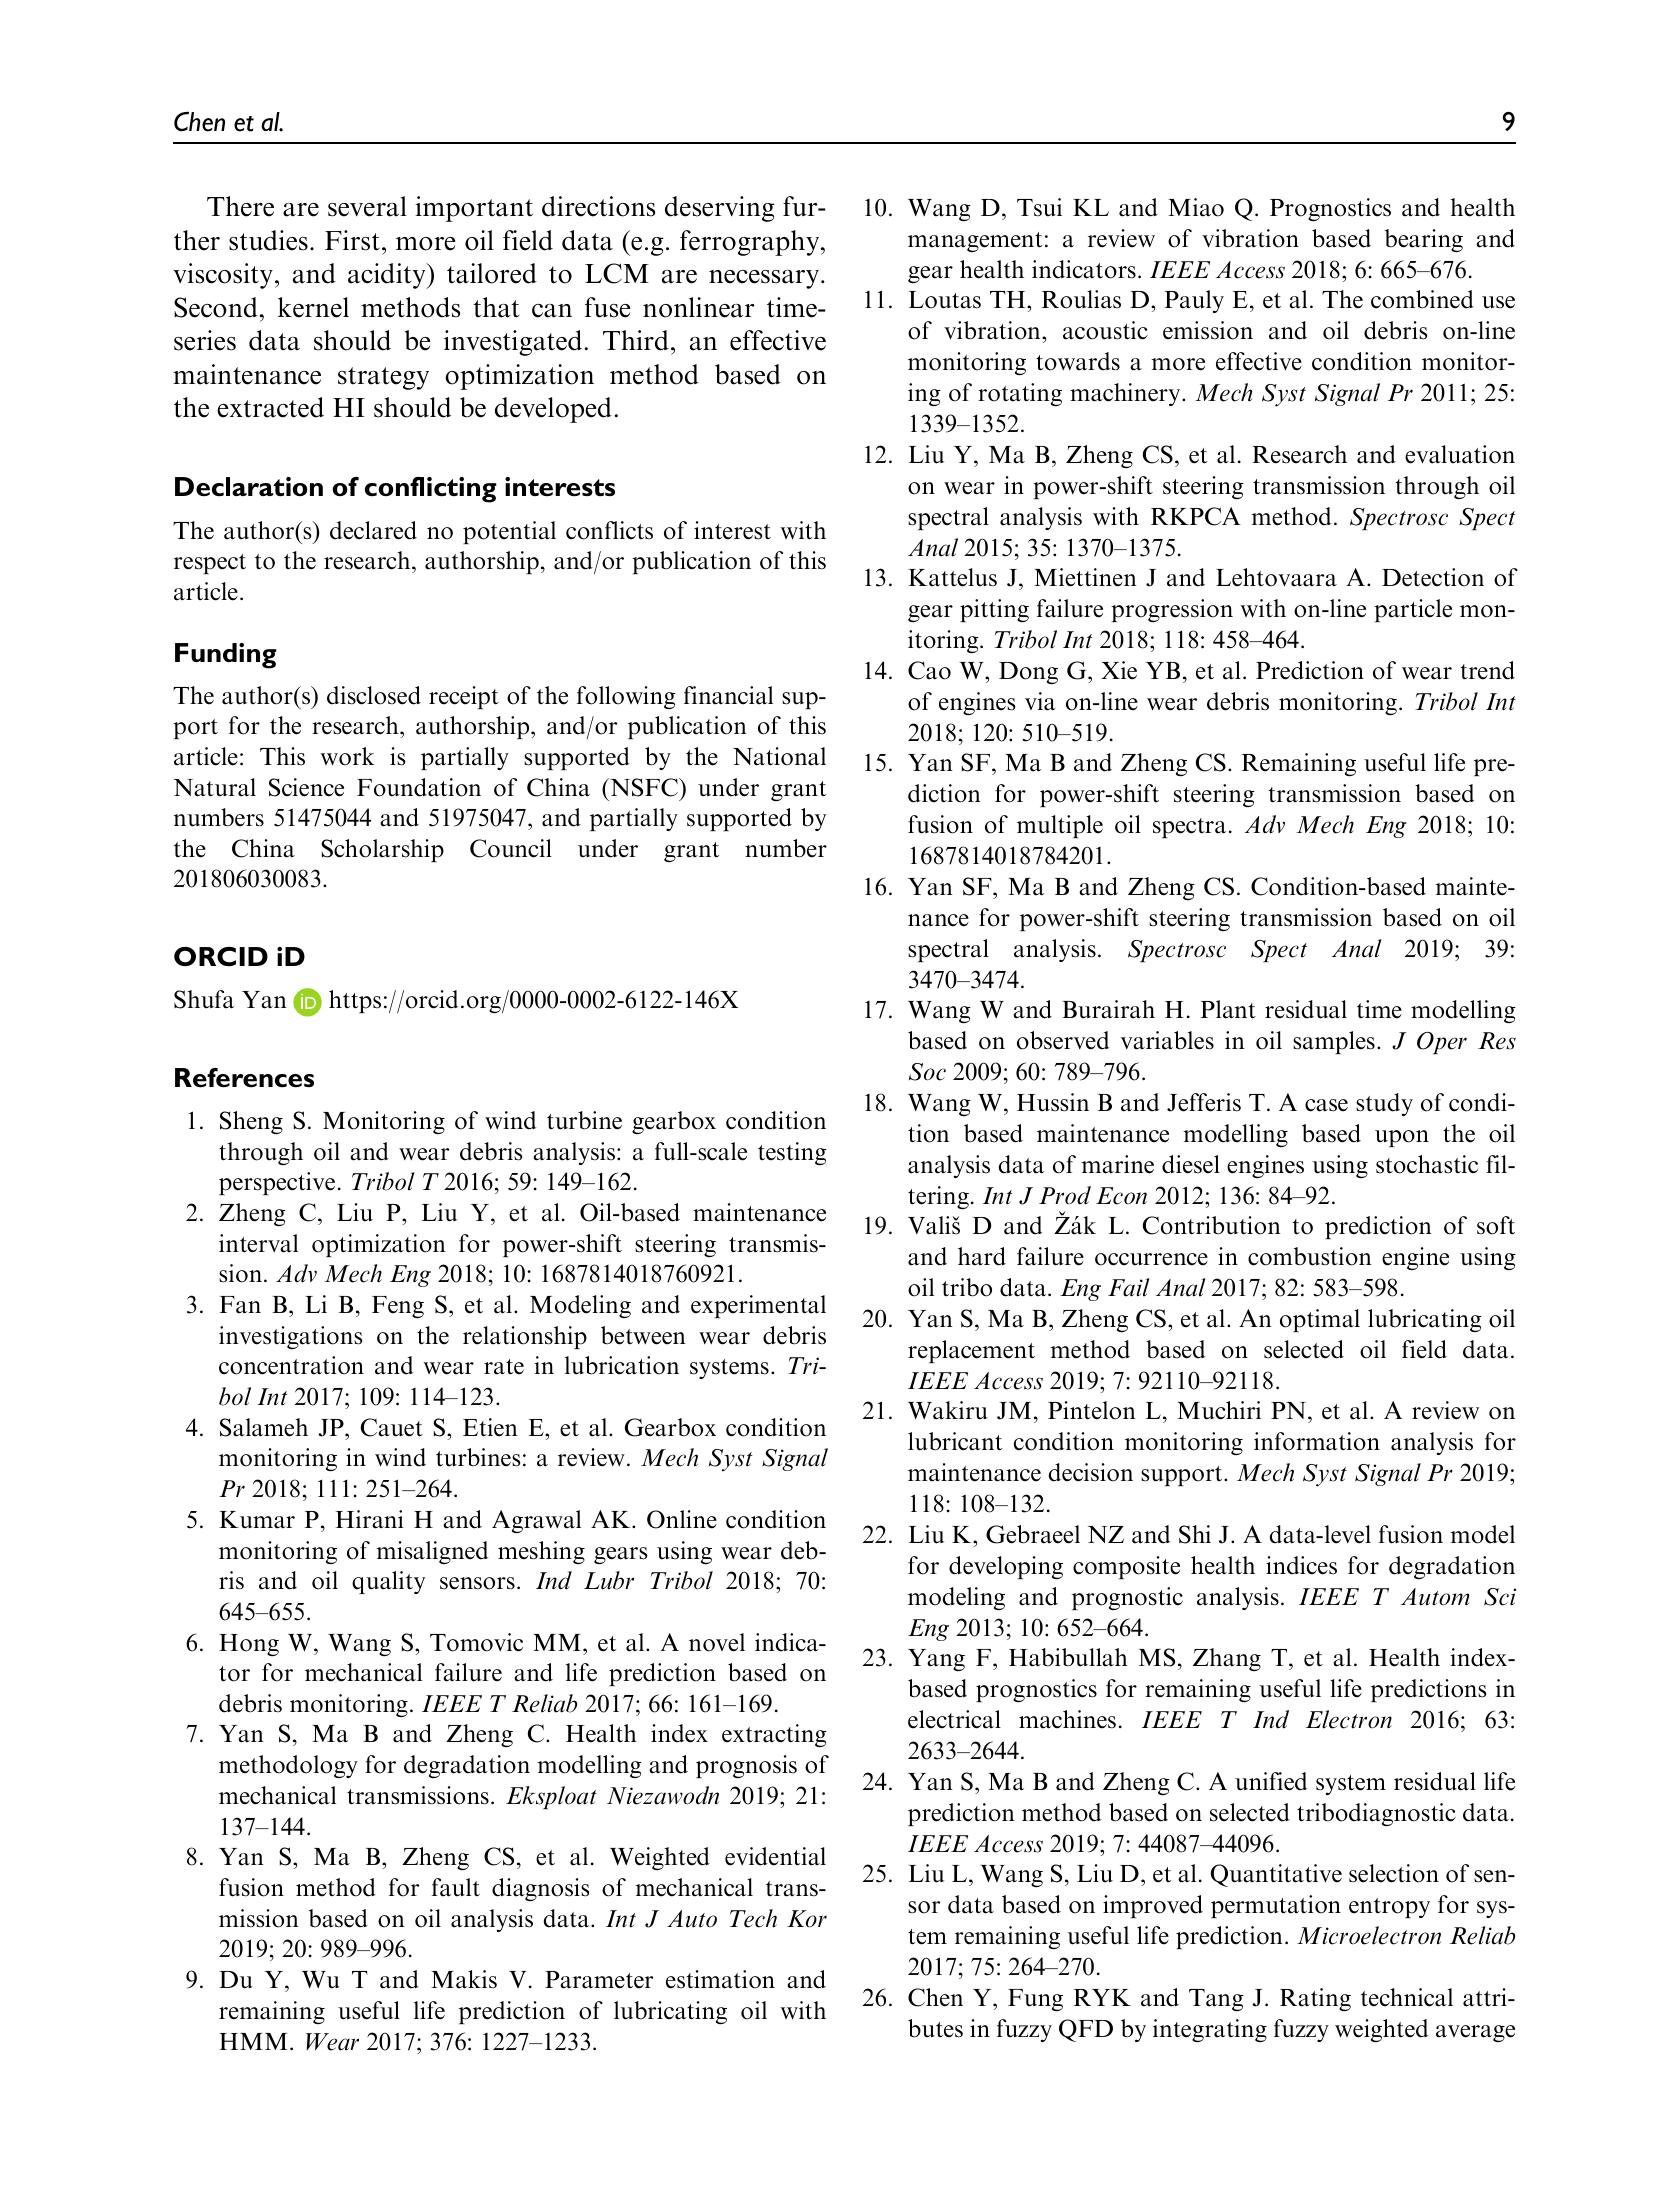 Chen et al.
9
There are several important directions deserving fur-
ther studies. First, more oil field data (e.g. ferrography,
viscosity, and acidity) tailored to LCM are necessary.
Second, kernel methods that can fuse nonlinear time-
series data should be investigated. Third, an effective
maintenance strategy optimization method based on
the extracted HI should be developed.
Declaration of conflicting interests
The author(s) declared no potential conflicts of interest with
respect to the research, authorship, and/or publication of this
article.
Funding
The author(s) disclosed receipt of the following financial sup-
port for the research, authorship, and/or publication of this
article: This work is partially supported by the National
Natural Science Foundation of China (NSFC) under grant
numbers 51475044 and 51975047, and partially supported by
the China Scholarship Council under grant number
201806030083.
ORCID iD
Shufa Yan iD https://orcid.org/0000-0002-6122-146X
References
1. Sheng S. Monitoring of wind turbine gearbox condition
through oil and wear debris analysis: a full-scale testing
perspective. Tribol T 2016; 59: 149–162.
2. Zheng C, Liu P, Liu Y, et al. Oil-based maintenance
interval optimization for power-shift steering transmis-
sion. Adv Mech Eng 2018; 10: 1687814018760921.
3. Fan B, Li B, Feng S, et al. Modeling and experimental
investigations on the relationship between wear debris
concentration and wear rate in lubrication systems. Tri-
bol Int 2017; 109: 114–123.
4. Salameh JP, Cauet S, Etien E, et al. Gearbox condition
monitoring in wind turbines: a review. Mech Syst Signal
Pr 2018; 111: 251–264.
5. Kumar P, Hirani H and Agrawal AK. Online condition
monitoring of misaligned meshing gears using wear deb-
ris and oil quality sensors. Ind Lubr Tribol 2018; 70:
645–655.
6. Hong W, Wang S, Tomovic MM, et al. A novel indica-
tor for mechanical failure and life prediction based on
debris monitoring. IEEE T Reliab 2017; 66: 161–169.
7. Yan S, Ma B and Zheng C. Health index extracting
methodology for degradation modelling and prognosis of
mechanical transmissions. Eksploat Niezawodn 2019; 21:
137–144.
8. Yan S, Ma B, Zheng CS, et al. Weighted evidential
fusion method for fault diagnosis of mechanical trans-
mission based on oil analysis data. Int J Auto Tech Kor
2019; 20: 989–996.
9. Du Y, Wu T and Makis V. Parameter estimation and
remaining useful life prediction of lubricating oil with
HMM. Wear 2017; 376: 1227–1233.
10. Wang D, Tsui KL and Miao Q. Prognostics and health
management: a review of vibration based bearing and
gear health indicators. IEEE Access 2018; 6: 665–676.
11. Loutas TH, Roulias D, Pauly E, et al. The combined use
of vibration, acoustic emission and oil debris on-line
monitoring towards a more effective condition monitor-
ing of rotating machinery. Mech Syst Signal Pr 2011; 25:
1339–1352.
12. Liu Y, Ma B, Zheng CS, et al. Research and evaluation
on wear in power-shift steering transmission through oil
spectral analysis with RKPCA method. Spectrosc Spect
Anal 2015; 35: 1370–1375.
13. Kattelus J, Miettinen J and Lehtovaara A. Detection of
gear pitting failure progression with on-line particle mon-
itoring. Tribol Int 2018; 118: 458–464.
14. Cao W, Dong G, Xie YB, et al. Prediction of wear trend
of engines via on-line wear debris monitoring. Tribol Int
2018; 120: 510–519.
15. Yan SF, Ma B and Zheng CS. Remaining useful life pre-
diction for power-shift steering transmission based on
fusion of multiple oil spectra. Adv Mech Eng 2018; 10:
1687814018784201.
16. Yan SF, Ma B and Zheng CS. Condition-based mainte-
nance for power-shift steering transmission based on oil
spectral analysis. Spectrosc Spect Anal 2019; 39:
3470–3474.
17. Wang W and Burairah H. Plant residual time modelling
based on observed variables in oil samples. J Oper Res
Soc 2009; 60: 789–796.
18. Wang W, Hussin B and Jefferis T. A case study of condi-
tion based maintenance modelling based upon the oil
analysis data of marine diesel engines using stochastic fil-
tering. Int J Prod Econ 2012; 136: 84–92.
19. Vališ D and Žák L. Contribution to prediction of soft
and hard failure occurrence in combustion engine using
oil tribo data. Eng Fail Anal 2017; 82: 583–598.
20. Yan S, Ma B, Zheng CS, et al. An optimal lubricating oil
replacement method based on selected oil field data.
IEEE Access 2019; 7: 92110–92118.
21. Wakiru JM, Pintelon L, Muchiri PN, et al. A review on
lubricant condition monitoring information analysis for
maintenance decision support. Mech Syst Signal Pr 2019;
118: 108–132.
22. Liu K, Gebraeel NZ and Shi J. A data-level fusion model
for developing composite health indices for degradation
modeling and prognostic analysis. IEEE T Autom Sci
Eng 2013; 10: 652–664.
23. Yang F, Habibullah MS, Zhang T, et al. Health index-
based prognostics for remaining useful life predictions in
electrical machines. IEEE T Ind Electron 2016; 63:
2633–2644.
24. Yan S, Ma B and Zheng C. A unified system residual life
prediction method based on selected tribodiagnostic data.
IEEE Access 2019; 7: 44087–44096.
25. Liu L, Wang S, Liu D, et al. Quantitative selection of sen-
sor data based on improved permutation entropy for sys-
tem remaining useful life prediction. Microelectron Reliab
2017; 75: 264–270.
26. Chen Y, Fung RYK and Tang J. Rating technical attri-
butes in fuzzy QFD by integrating fuzzy weighted average